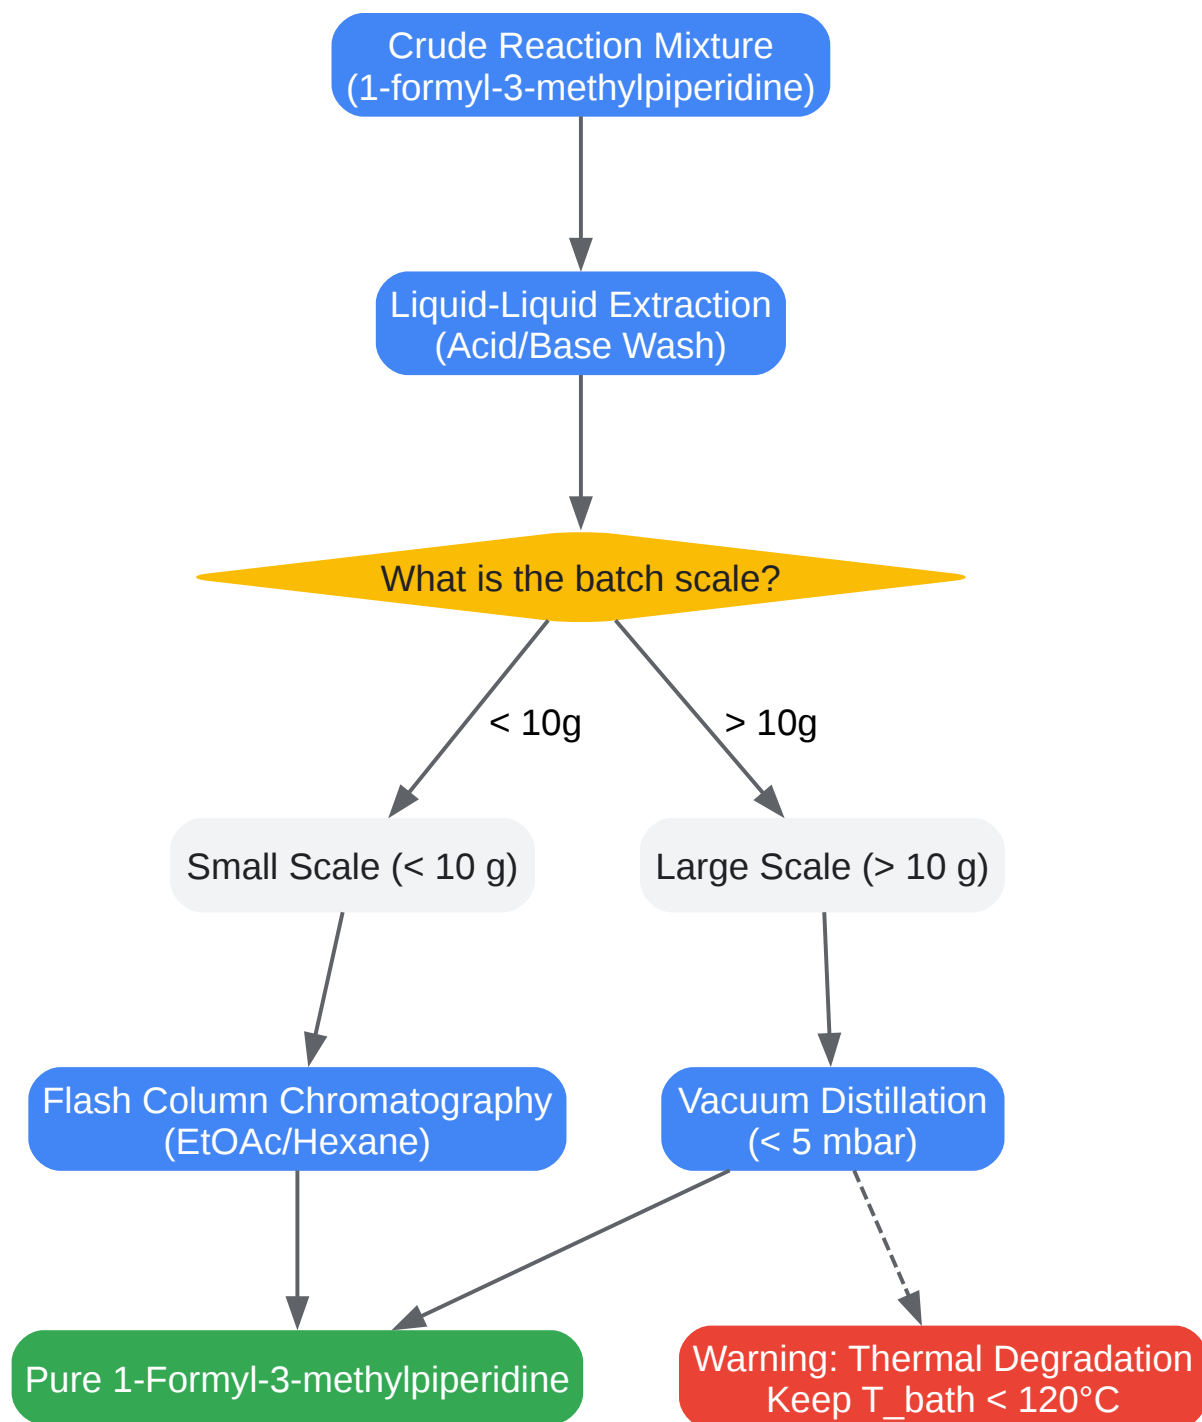 Crude Reaction Mixture
(1-formyl-3-methylpiperidine)
Liquid-Liquid Extraction
(Acid/Base Wash)
What is the batch scale?
< 10g
> 10g
Small Scale (< 10 g)
Large Scale (> 10 g)
Flash Column Chromatography
(EtOAc/Hexane)
Vacuum Distillation
(< 5 mbar)
Pure 1-Formyl-3-methylpiperidine
Warning: Thermal Degradation
Keep T_bath < 120°C